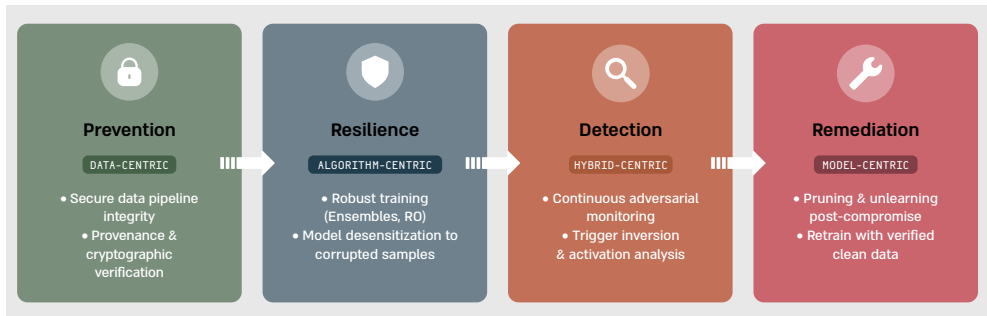 Prevention
DATA-CENTRIC
• Secure data pipeline
integrity
• Provenance &
cryptographic
verification
Resilience
ALGORITHM-CENTRIC
• Robust training
(Ensembles, RO)
• Model desensitization to
corrupted samples
Detection
HYBRID-CENTRIC
• Continuous adversarial
monitoring
• Trigger inversion
& activation analysis
Remediation
MODEL-CENTRIC
• Pruning & unlearning
post-compromise
• Retrain with verified
clean data